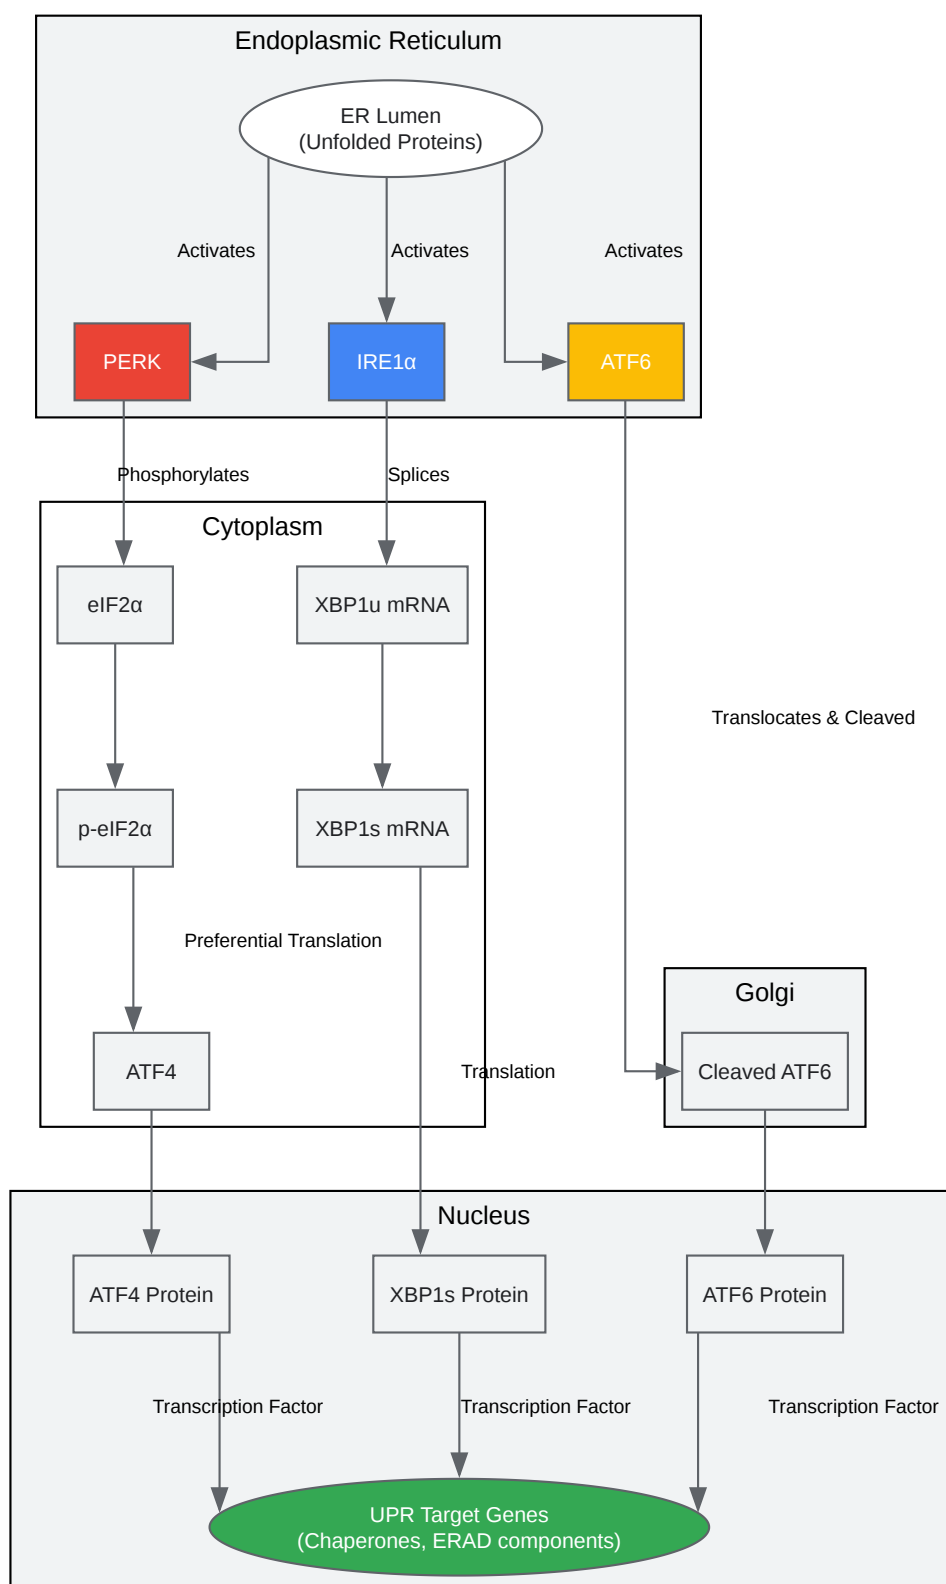 Endoplasmic Reticulum
ER Lumen
(Unfolded Proteins)
Activates
Activates
Activates
PERK
IRE1α
ATF6
Phosphorylates
Splices
Cytoplasm
eIF2α
XBP1u mRNA
Translocates & Cleaved
p-eIF2α
XBP1s mRNA
Preferential Translation
Golgi
ATF4
Translation
Cleaved ATF6
Nucleus
ATF4 Protein
XBP1s Protein
ATF6 Protein
Transcription Factor
Transcription Factor
Transcription Factor
UPR Target Genes
(Chaperones, ERAD components)